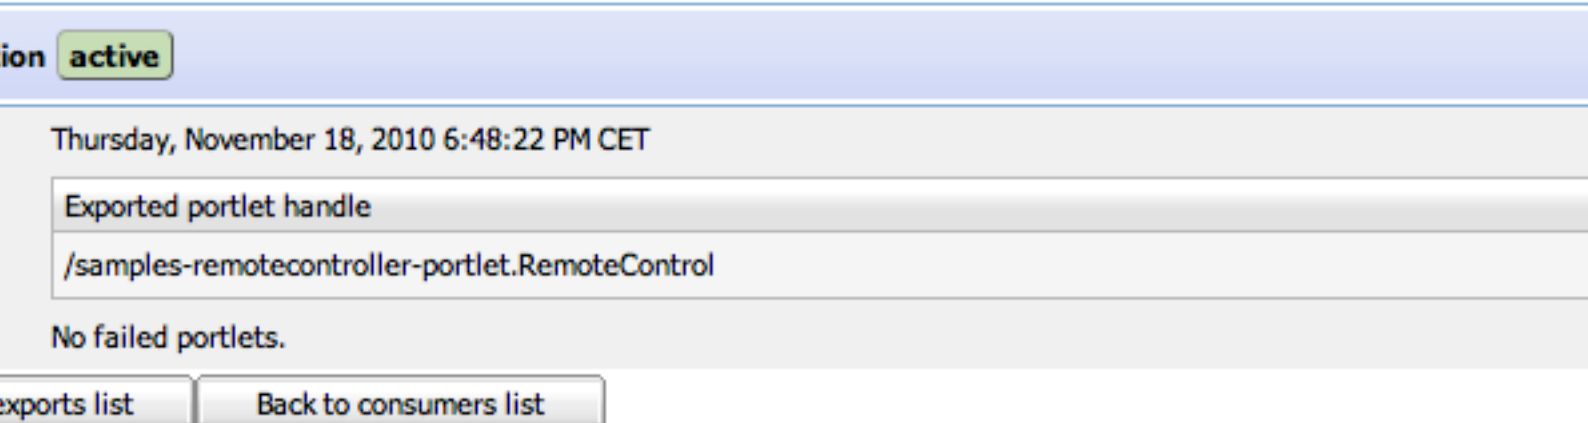 tion active
Thursday, November 18, 2010 6:48:22 PM CET
Exported portlet handle
/samples-remotecontroller-portlet.RemoteControl
No failed portlets.
exports list Back to consumers list